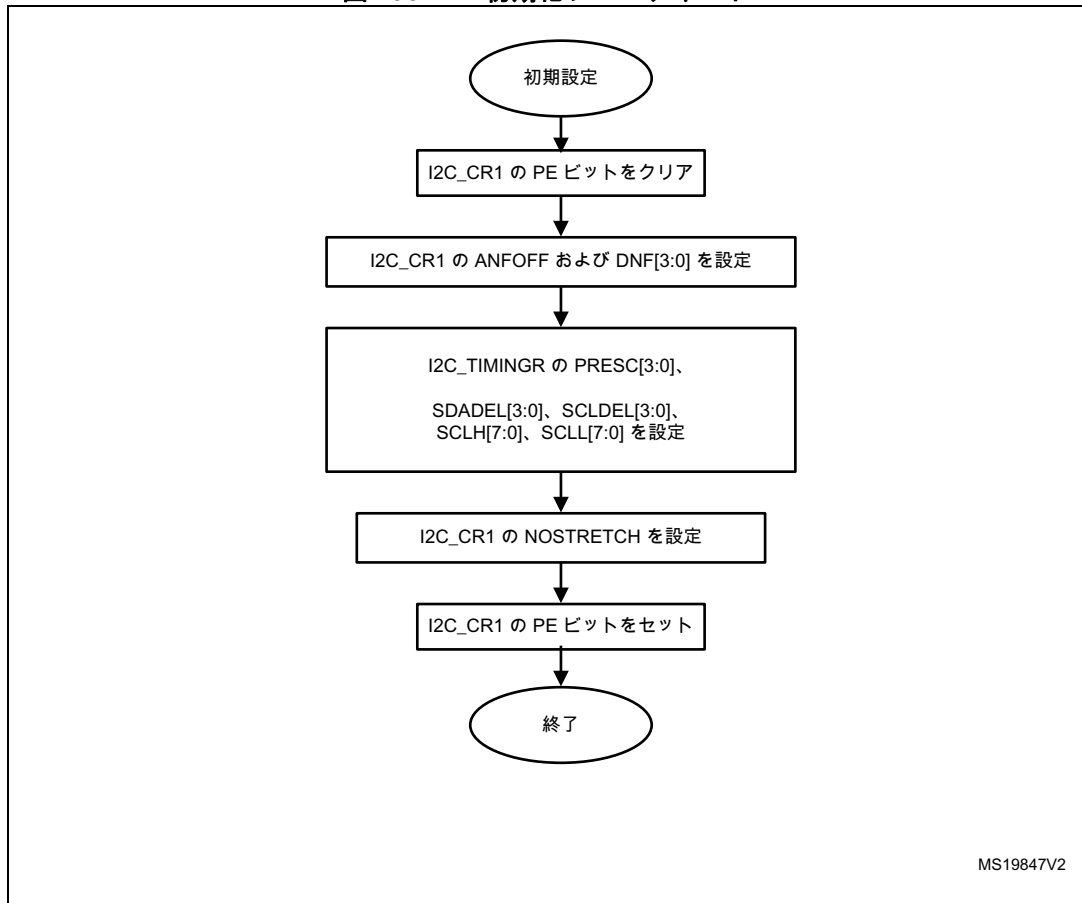 初期設定
I2C_CR1 の PE ビットをクリア
I2C_CR1 の ANFOFF および DNF[3:0] を設定
I2C_TIMINGR の PRESC[3:0]、
SDADEL[3:0]、SCLDEL[3:0]、
SCLH[7:0]、SCLL[7:0] を設定
I2C_CR1 の NOSTRETCH を設定
I2C_CR1 の PE ビットをセット
終了
MS19847V2